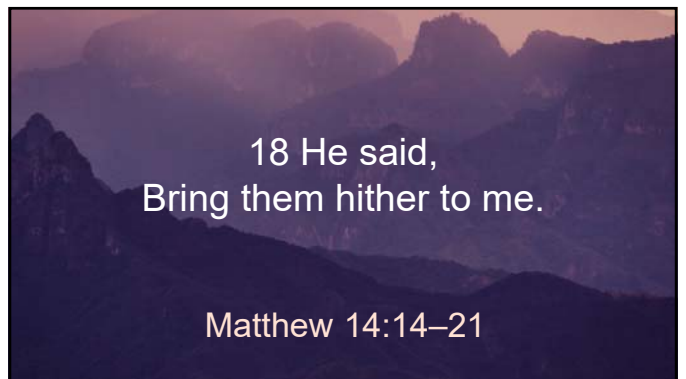 18 He said,
Bring them hither to me.
Matthew 14:14–21